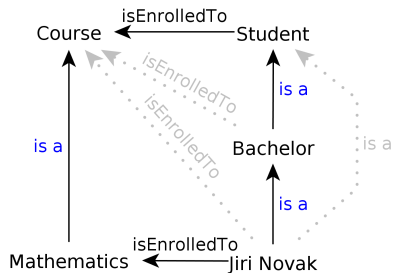 isEnrolledTo
Course
Student
isEnrolledTo
is a
isEnrolledTo
is a
is a
Bachelor
is a
isEnrolledTo
Mathematics
Jiri Novak